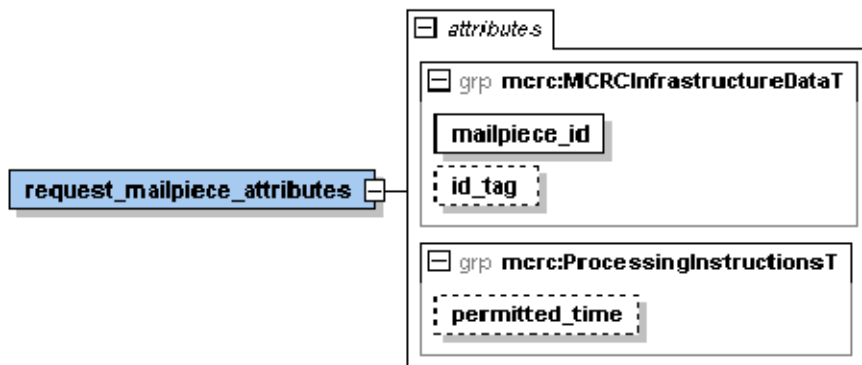 attributes
grp mcrc:MCRCInfrastructureDataT
mailpiece_id
id_tag
request_mailpiece_attributes
grp mcrc:ProcessingInstructionsT
permitted_time